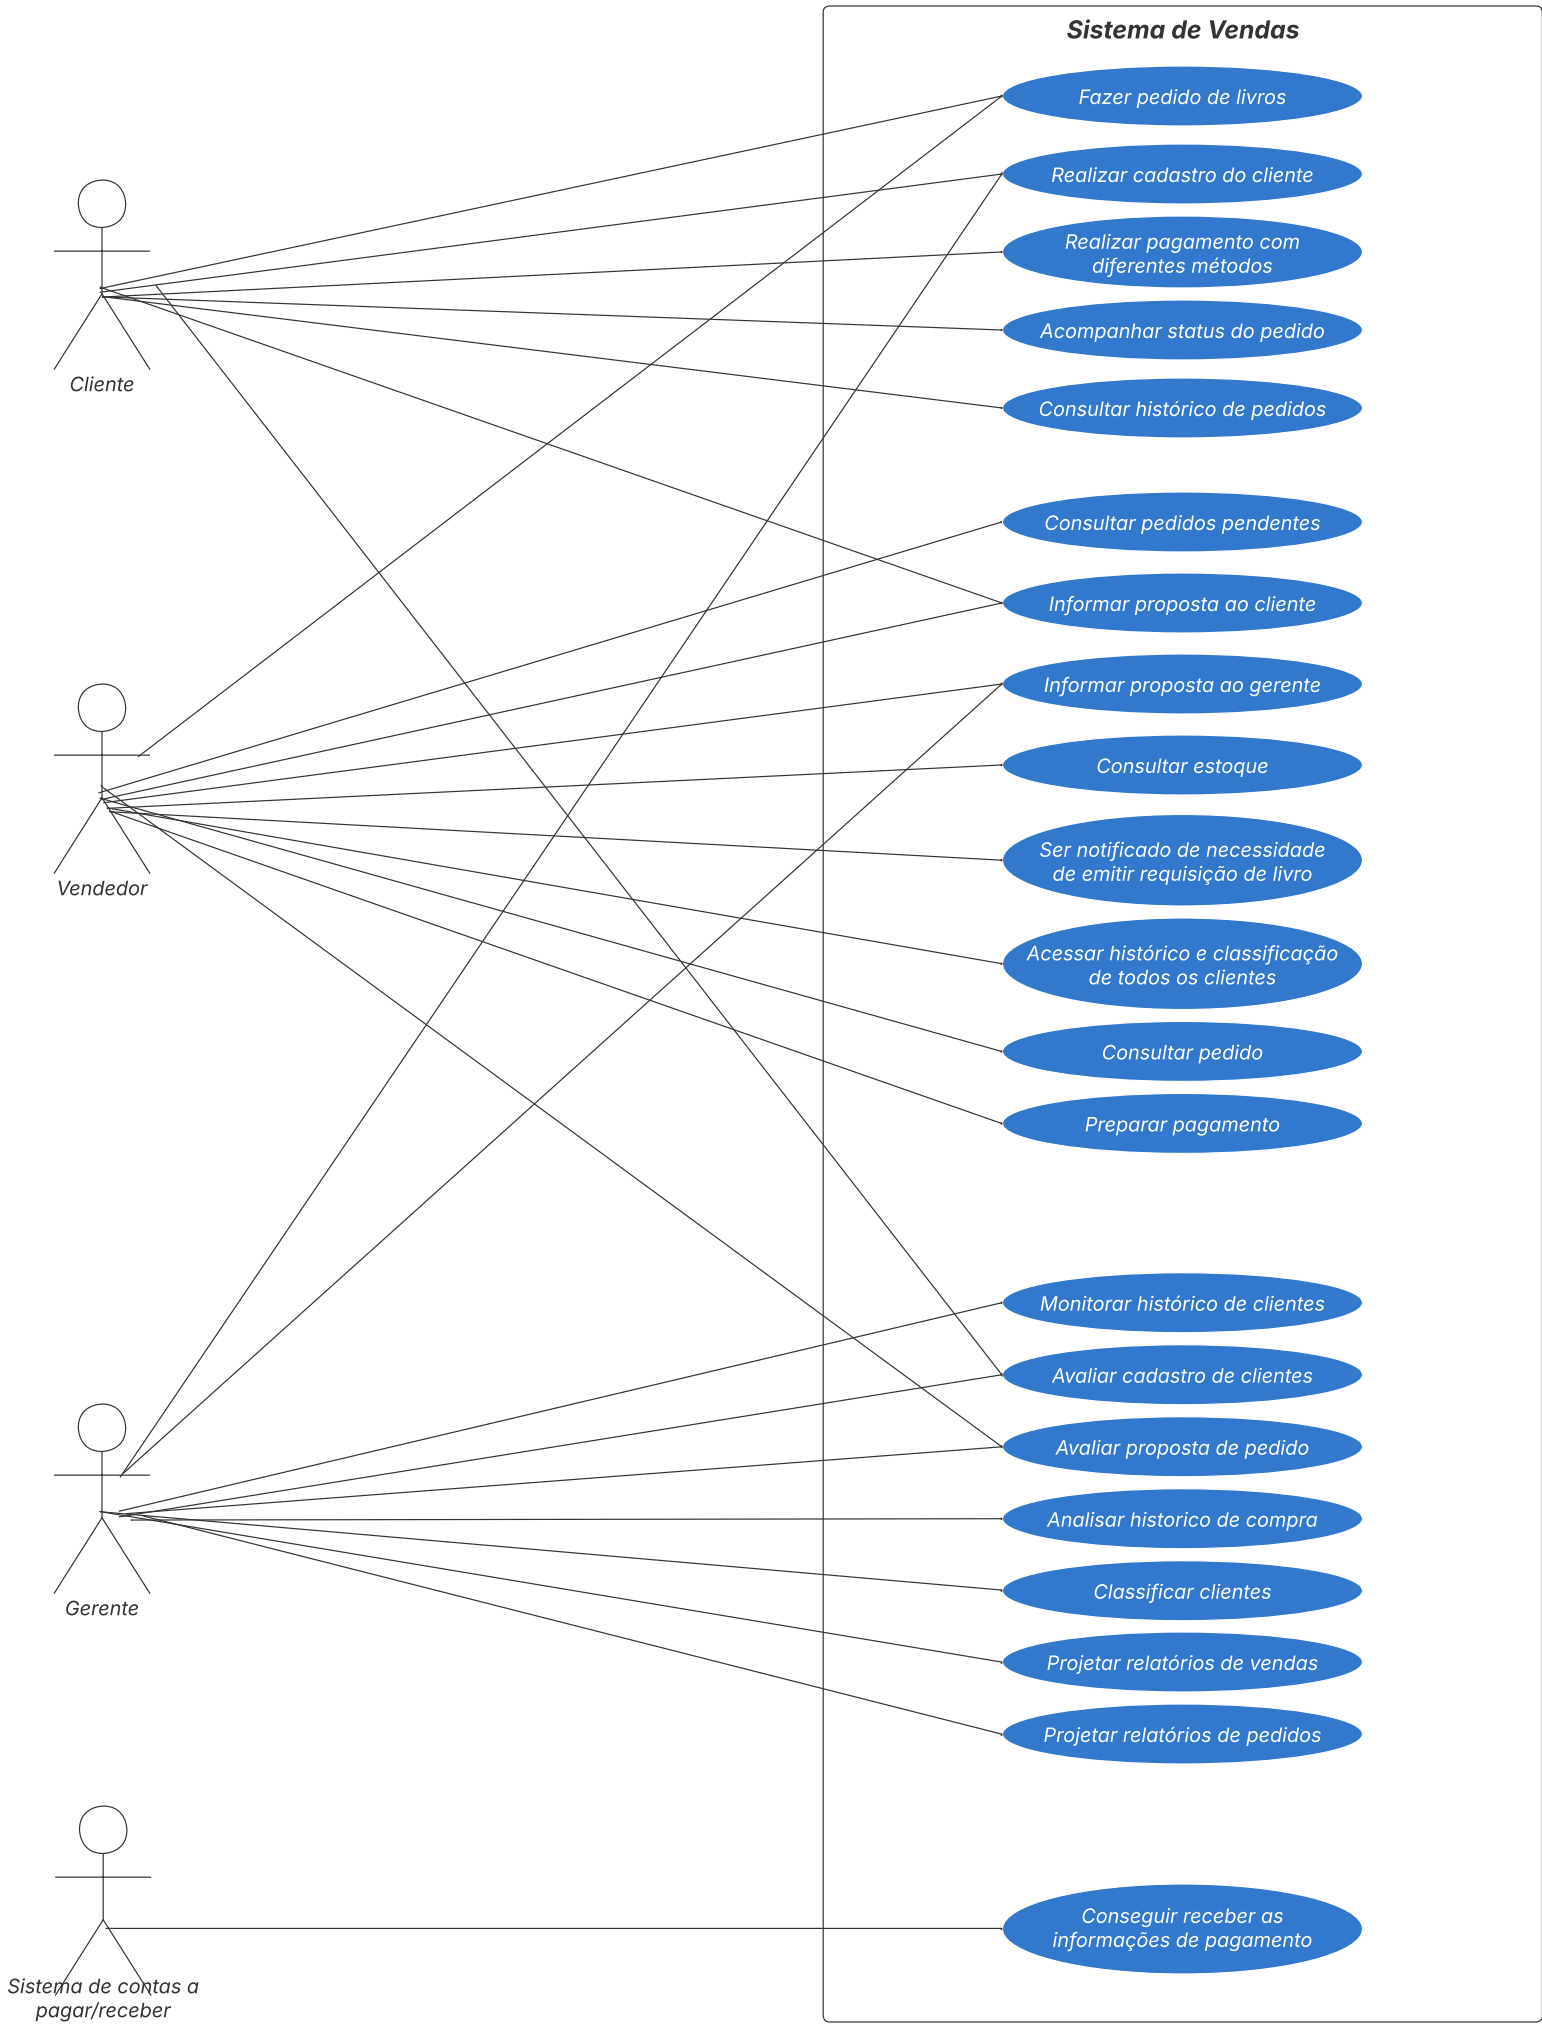 Sistema de Vendas
Fazer pedido de livros
Realizar cadastro do cliente
Realizar pagamento com
diferentes métodos
Acompanhar status do pedido
Cliente
Consultar histórico de pedidos
Consultar pedidos pendentes
Informar proposta ao cliente
Informar proposta ao gerente
Consultar estoque
Ser notificado de necessidade
de emitir requisição de livro
Vendedor
Acessar histórico e classificação
de todos os clientes
Consultar pedido
Preparar pagamento
Monitorar histórico de clientes
Avaliar cadastro de clientes
Avaliar proposta de pedido
Analisar historico de compra
Classificar clientes
Gerente
Projetar relatórios de vendas
Projetar relatórios de pedidos
Conseguir receber as
informações de pagamento
Sistema de contas a
pagar/receber